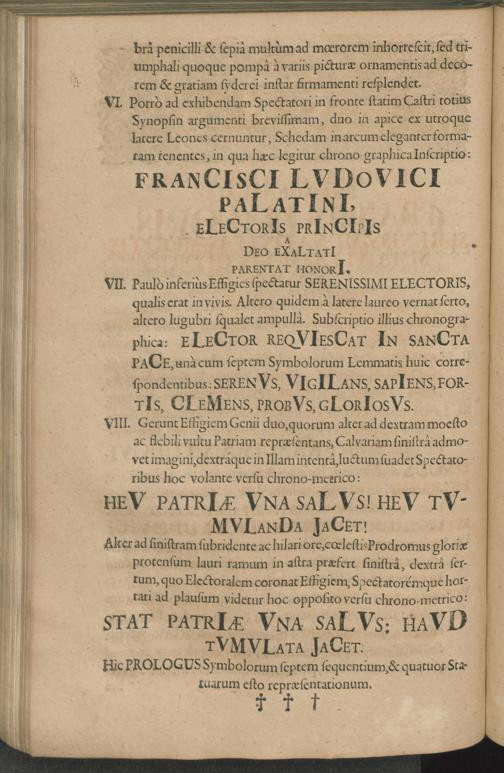 brâ penicilli & sepiâ multùm ad mœrorem inhorrescit, sed tri-
umphali quoque pompâ à variis picturæ ornamentis ad deco-
rem & gratiam syderei instar firmamenti resplendet.
VI. Porrò ad exhibendam Spectatori in fronte statim Castri totius
Synopsin argumenti brevissimam, duo in apice ex utroque
latere Leones cernuntur, Schedam in arcum eleganter forma-
tam tenentes, in qua hæc legitur chrono-graphica Inscriptio:
FRANCISCI LVDOVICI
PALATINI,
ELECTORIS PRINCIPIS
A
DEO EXALTATI
PARENTAT HONORI.
VII. Paulò inferiùs Effigies spectatur SERENISSIMI ELECTORIS,
qualis erat in vivis. Altero quidem à latere laureo vernat serto,
altero lugubri squalet ampullâ. Subscriptio illius chronogra-
phica: ELECTOR REQVIESCAT IN SANCTA
PACE, unà cum septem Symbolorum Lemmatis huic corre-
spondentibus: SERENVS, VIGILANS, SAPIENS, FOR-
TIS, CLEMENS, PROBVS, GLORIOSVS.
VIII. Gerunt Effigiem Genii duo, quorum alter ad dextram moesto
ac flebili vultu Patriam repræsentans, Calvariam sinistrâ admo-
vet imagini, dextrâque in Illam intentâ, luctum suadet Spectato-
ribus hoc volante versu chrono-metrico:
HEV PATRIÆ VNA SALVS! HEV TV-
MVLANDA JACET!
Alter ad sinistram subridente ac hilari ore, cœlestis Prodromus gloriæ
protensum lauri ramum in astra præfert sinistrâ, dextrâ ser-
tum, quo Electoralem coronat Effigiem, Spectatorémque hor-
tati ad plausum videtur hoc opposito versu chrono-metrico:
STAT PATRIÆ VNA SALVS; HAVD
TVMVLATA JACET.
Hic PROLOGUS Symbolorum septem sequentium, & quatuor Sta-
tuarum esto repræsentationum.
‡ ‡ †